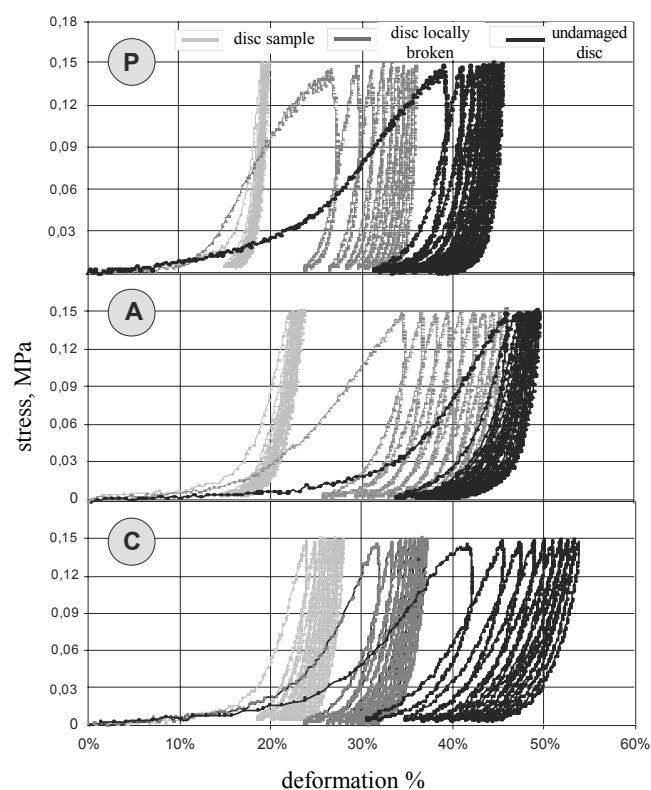 0,18
disc sample
disc locally
broken
undamaged
disc
P
0,15
0,12
0,09
0,06
0,03
A
0,15
0,12
0,09
0,06
0,03
0
stress, MPa
C
0,15
0,12
0,09
0,06
0,03
0
0% 10% 20% 30% 40% 50% 60%
deformation %